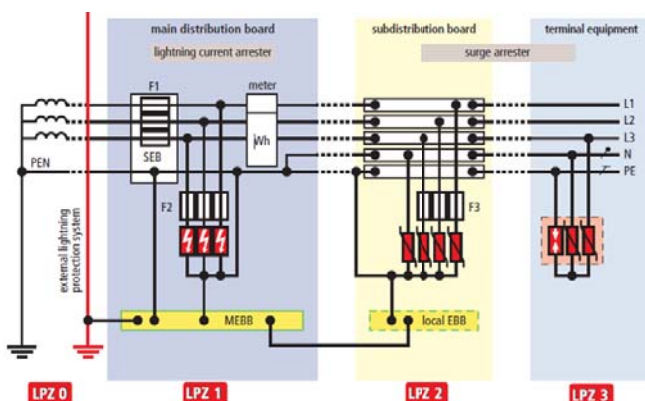 main distribution board
subdistribution board
terminal equipment
lightning current arrester
surge arrester
F1
meter
L1
L2
L3
Wh
N
SEB
PEN
PE
F2
F3
external lightning
protection system
MEBB
local EBB
LPZ 0
LPZ 1
LPZ 2
LPZ 3